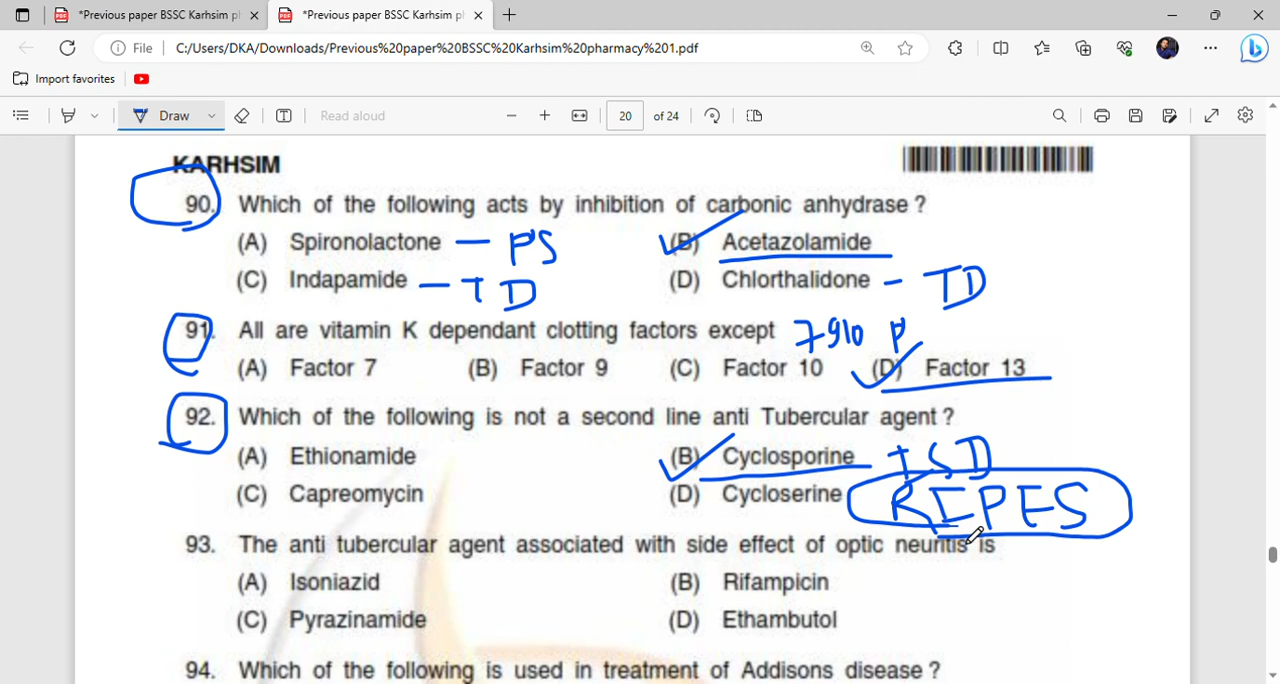 *Previous paper BSSC Karhsim ph
*Previous paper BSSC Karhsim ph
File C:/Users/DKA/Downloads/Previous%20paper%20BSSC%20Karhsim%20pharmacy%201.pdf
Import favorites
Draw Read aloud 20 of 24
KARHSIM
90. Which of the following acts by inhibition of carbonic anhydrase ?
(A) Spironolactone — PS (B) Acetazolamide
(C) Indapamide — TD (D) Chlorthalidone - TD
91. All are vitamin K dependant clotting factors except 7910 P
(A) Factor 7 (B) Factor 9 (C) Factor 10 (D) Factor 13
92. Which of the following is not a second line anti Tubercular agent ?
(A) Ethionamide (B) Cyclosporine ISD
(C) Capreomycin (D) Cycloserine RIPES
93. The anti tubercular agent associated with side effect of optic neuritis is
(A) Isoniazid (B) Rifampicin
(C) Pyrazinamide (D) Ethambutol
94. Which of the following is used in treatment of Addisons disease ?